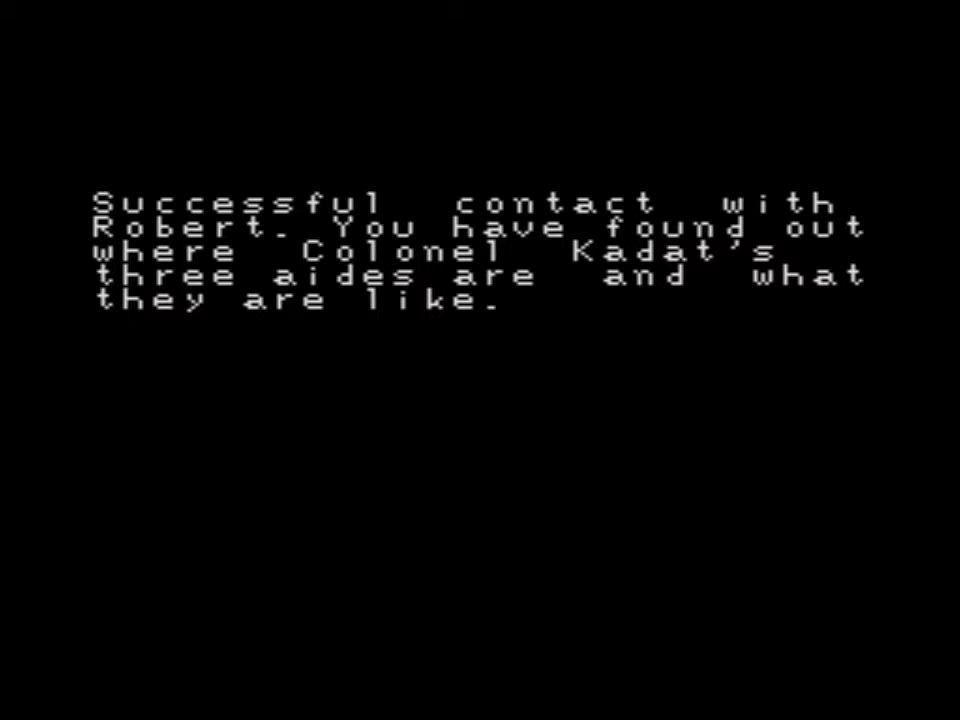 Successful contact with
Robert. You have found out
where Colonel Kadat's
three aides are and what
they are like.